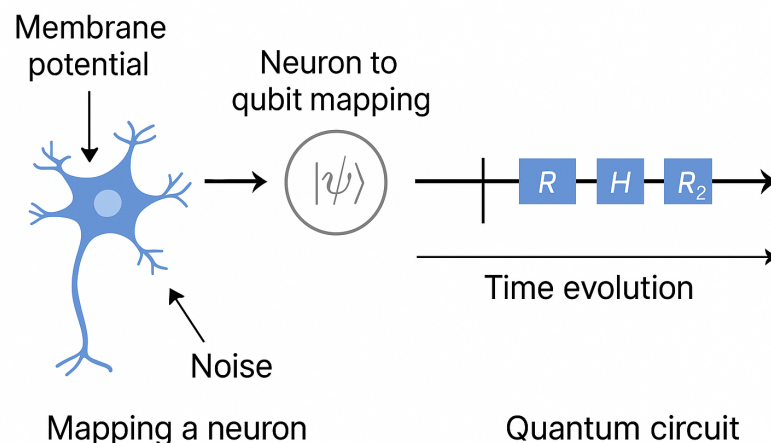 Membrane
potential
Neuron to
qubit mapping
|ψ⟩
R
H
R₂
Time evolution
Noise
Mapping a neuron
Quantum circuit